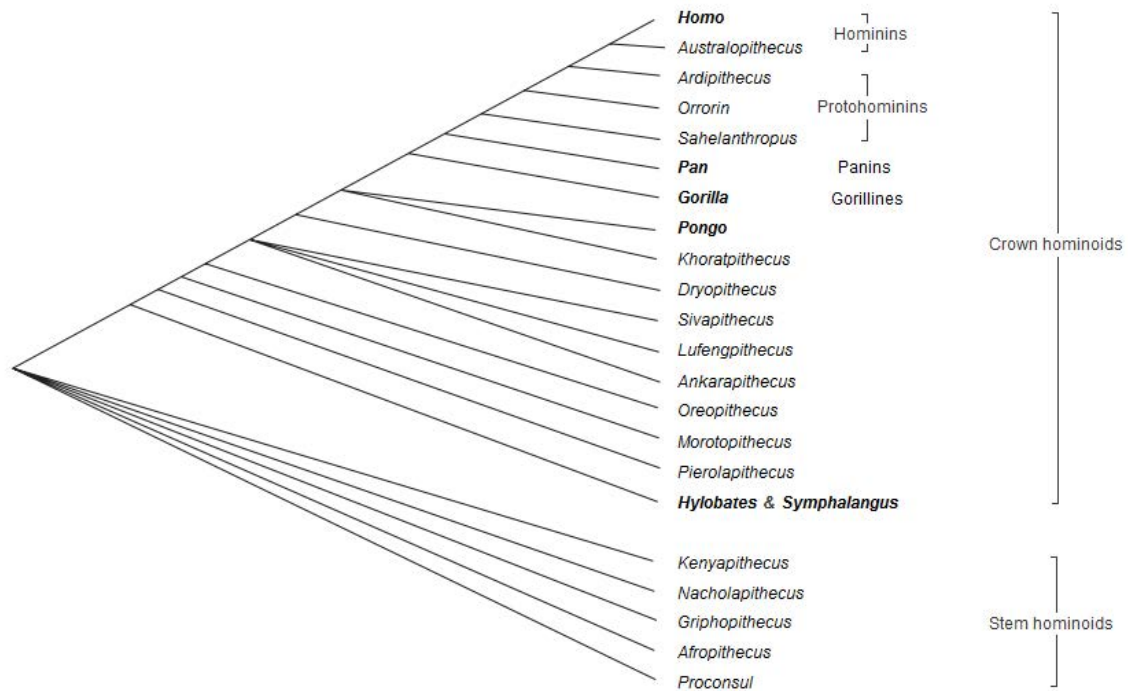 Homo
Hominins
Australopithecus
Ardipithecus
Orrorin
Protohominins
Sahelanthropus
Pan
Panins
Gorilla
Gorillines
Pongo
Crown hominoids
Khoratpithecus
Dryopithecus
Sivapithecus
Lufengpithecus
Ankarapithecus
Oreopithecus
Morotopithecus
Pierolapithecus
Hylobates & Symphalangus
Kenyapithecus
Nacholapithecus
Griphopithecus
Stem hominoids
Afropithecus
Proconsul